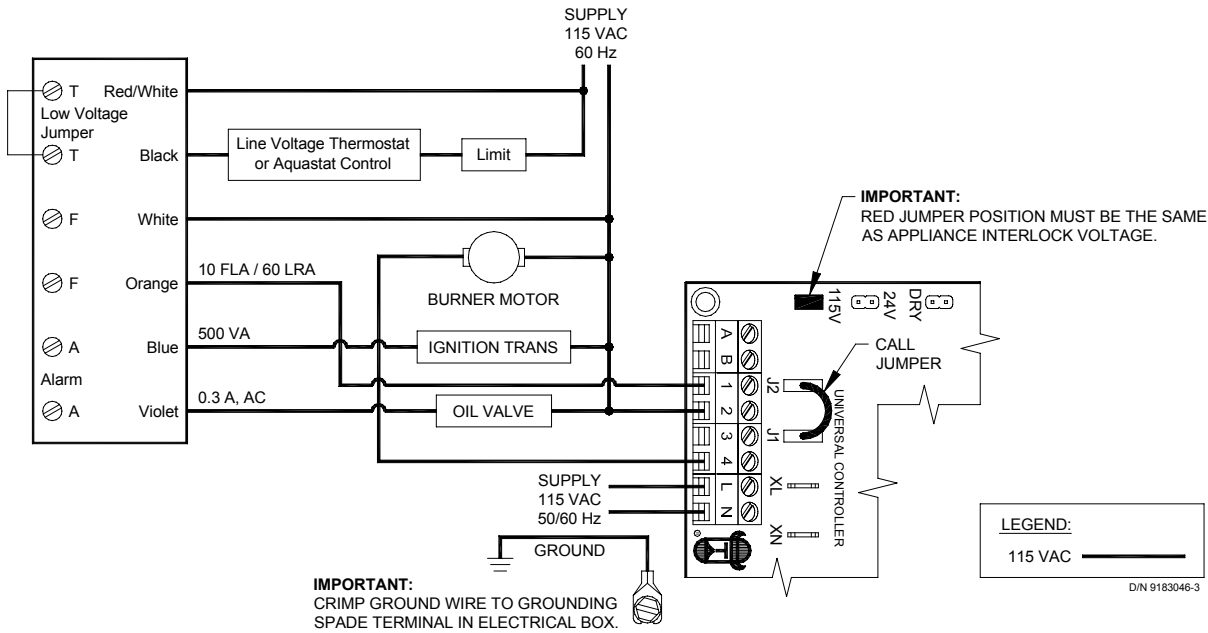 SUPPLY
115 VAC
60 Hz
T Red/White
Low Voltage
Jumper
T Black
Line Voltage Thermostat
or Aquastat Control
Limit
F White
F Orange
10 FLA / 60 LRA
BURNER MOTOR
A Blue
500 VA
IGNITION TRANS
Alarm
A Violet
0.3 A, AC
OIL VALVE
IMPORTANT:
RED JUMPER POSITION MUST BE THE SAME
AS APPLIANCE INTERLOCK VOLTAGE.
115V
24V
DRY
A
B
1
2
3
4
L
N
J2
J1
XL
XN
CALL
JUMPER
UNIVERSAL CONTROLLER
SUPPLY
115 VAC
50/60 Hz
GROUND
IMPORTANT:
CRIMP GROUND WIRE TO GROUNDING
SPADE TERMINAL IN ELECTRICAL BOX.
LEGEND:
115 VAC
D/N 9183046-3